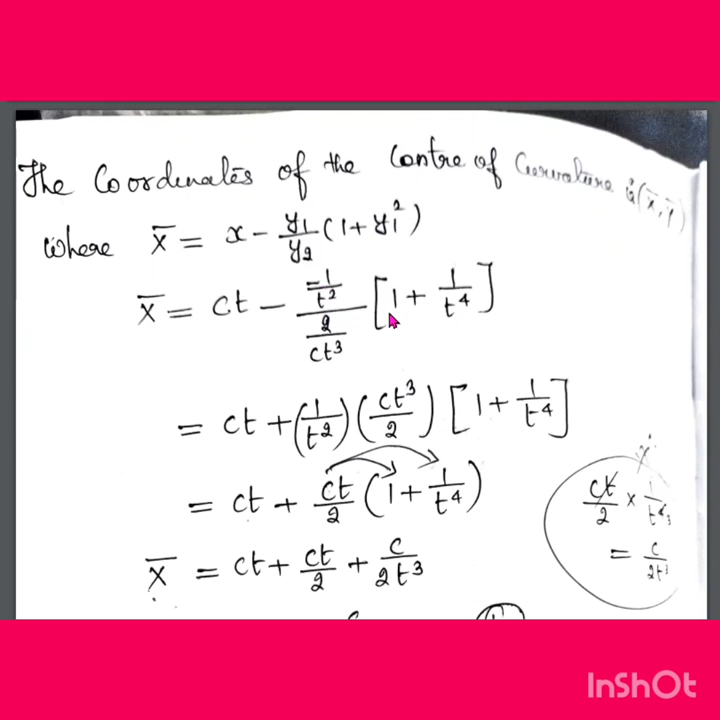 The Coordinates of the Centre of Curvature is (x̄, ȳ)
where x̄ = x - y₁/y₂ (1 + y₁²)
x̄ = ct - (-1/t²)/(2/ct³) [1 + 1/t⁴]
= ct + (1/t²)(ct³/2) [1 + 1/t⁴]
= ct + ct/2 (1 + 1/t⁴)
x̄ = ct + ct/2 + c/2t³
ct/2 × 1/t⁴3
= c/2t³
InShOt